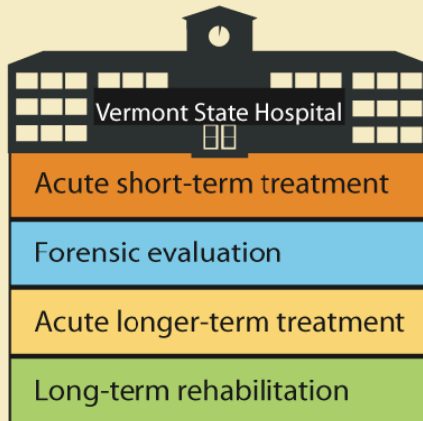 Vermont State Hospital
Acute short-term treatment
Forensic evaluation
Acute longer-term treatment
Long-term rehabilitation